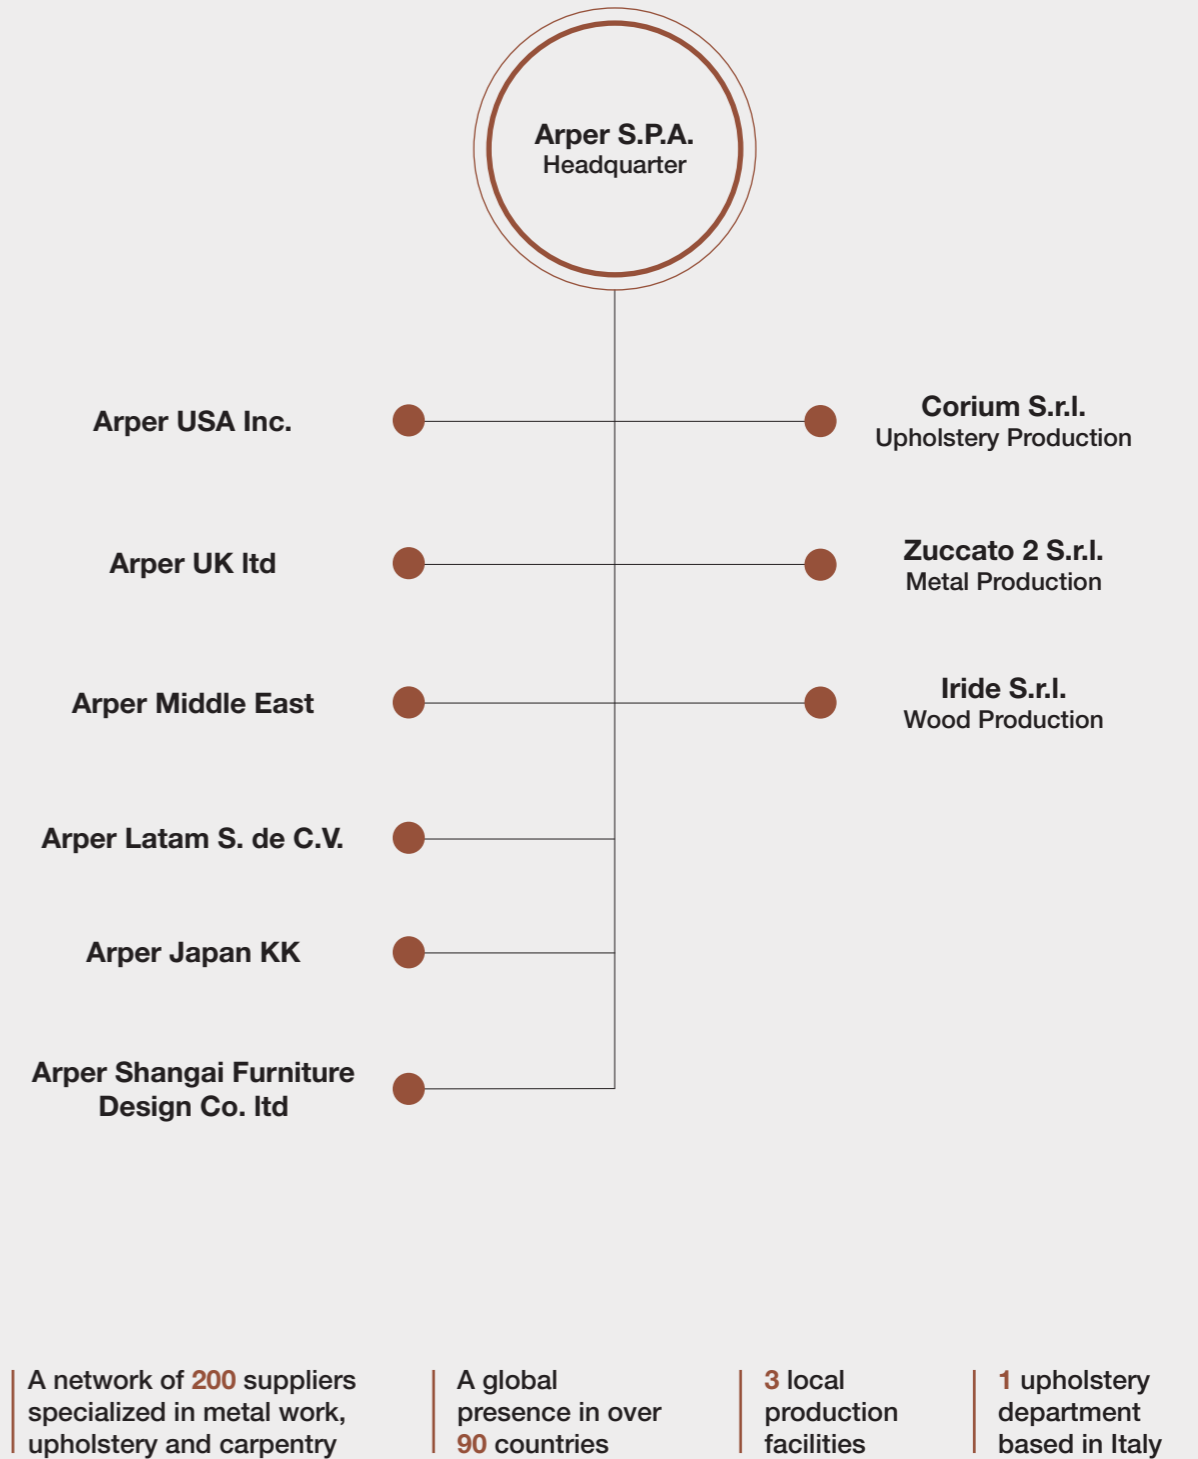 Arper S.P.A.
Headquarter
Arper USA Inc.
Corium S.r.l.
Upholstery Production
Arper UK ltd
Zuccato 2 S.r.l.
Metal Production
Arper Middle East
Iride S.r.l.
Wood Production
Arper Latam S. de C.V.
Arper Japan KK
Arper Shangai Furniture
Design Co. ltd
A network of 200 suppliers
specialized in metal work,
upholstery and carpentry
A global
presence in over
90 countries
3 local
production
facilities
1 upholstery
department
based in Italy